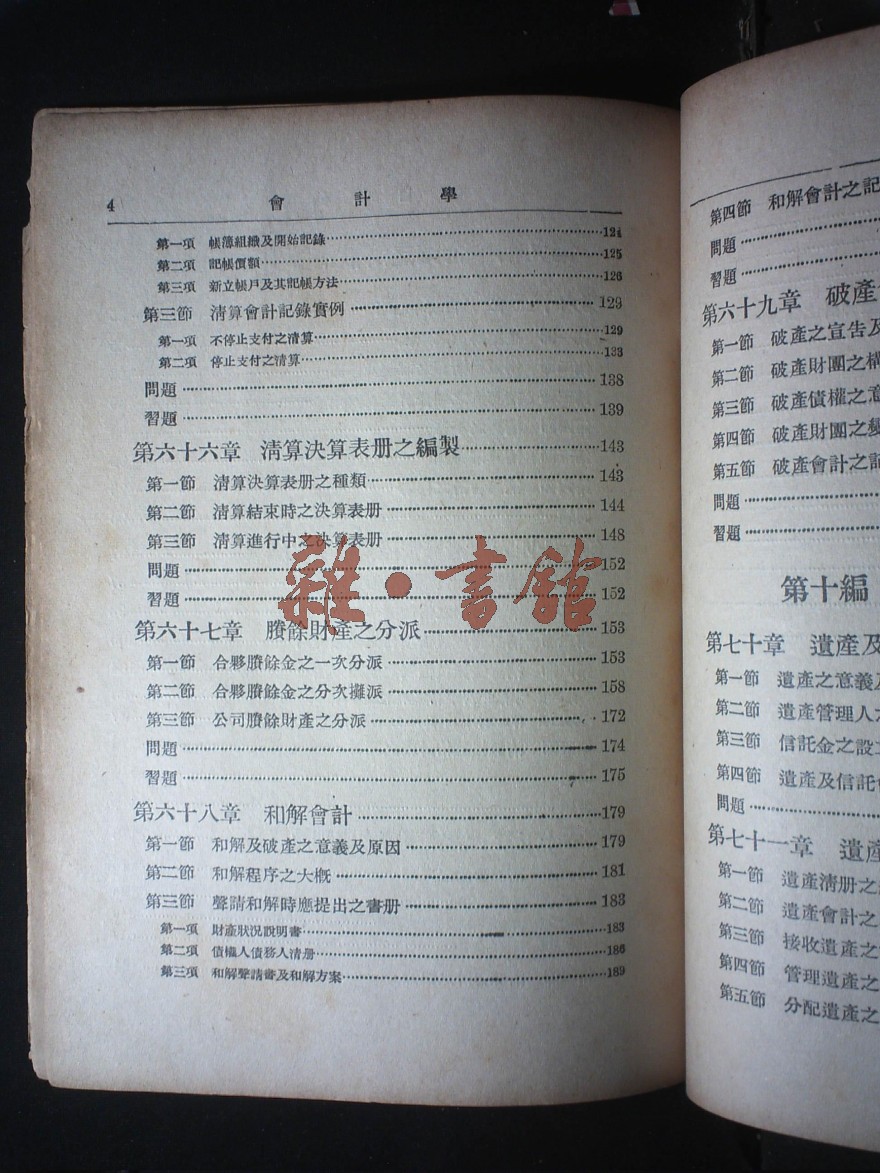 4 會計學
第一項 帳簿組織及開始記錄 124
第二項 記帳價額 125
第三項 新立帳戶及其記帳方法 126
第三節 清算會計記錄實例 129
第一項 不停止支付之清算 129
第二項 停止支付之清算 133
問題 138
習題 139
第六十六章 清算決算表册之編製 143
第一節 清算決算表册之種類 143
第二節 清算結束時之決算表册 144
第三節 清算進行中之決算表册 148
問題 152
習題 152
第六十七章 賸餘財產之分派 153
第一節 合夥賸餘金之一次分派 153
第二節 合夥賸餘金之分次攤派 158
第三節 公司賸餘財產之分派 172
問題 174
習題 175
第六十八章 和解會計 179
第一節 和解及破產之意義及原因 179
第二節 和解程序之大概 181
第三節 聲請和解時應提出之書册 183
第一項 財產狀況說明書 183
第二項 債權人債務人清册 186
第三項 和解聲請書及和解方案 189
雜·書館
第四節 和解會計之記
問題
習題
第六十九章 破產
第一節 破產之宣告及
第二節 破產財團之構
第三節 破產債權之意
第四節 破產財團之變
第五節 破產會計之記
問題
習題
第十編
第七十章 遺產及
第一節 遺產之意義及
第二節 遺產管理人之
第三節 信託金之設立
第四節 遺產及信託會
問題
第七十一章 遺產
第一節 遺產清册之
第二節 遺產會計之
第三節 接收遺產之
第四節 管理遺產之
第五節 分配遺產之